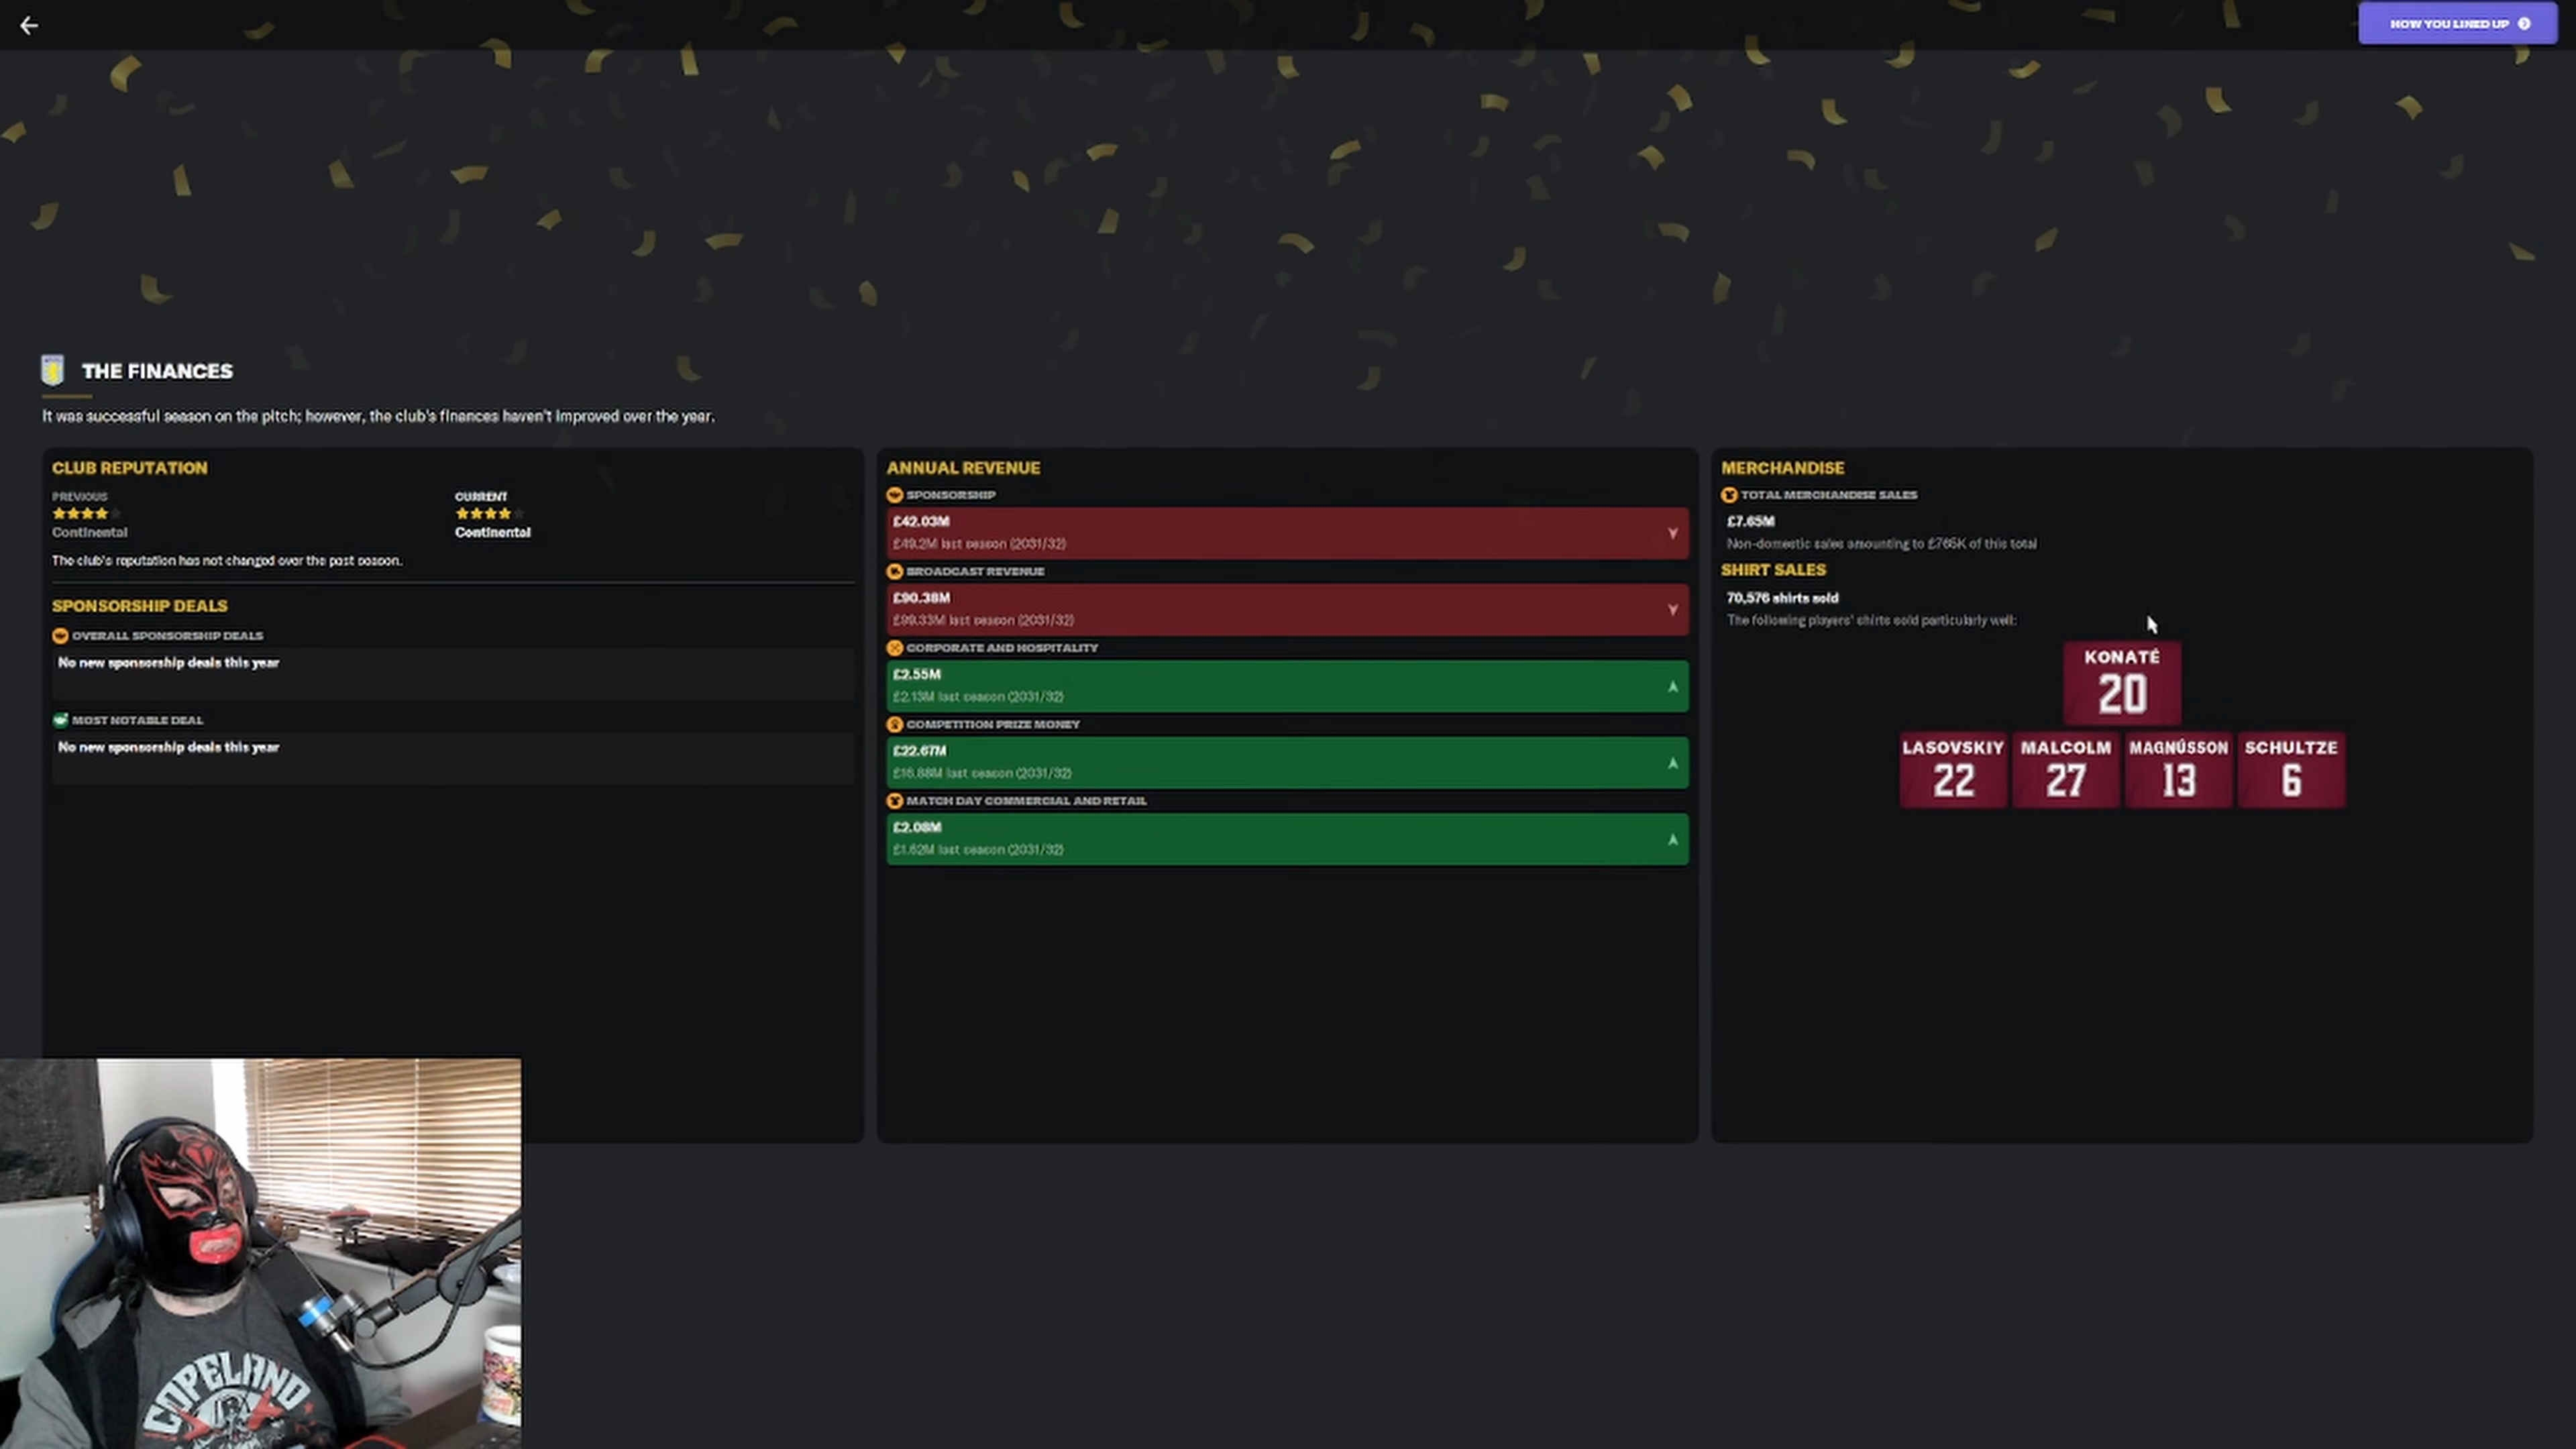 HOW YOU LINED UP
THE FINANCES
It was successful season on the pitch; however, the club's finances haven't improved over the year.
CLUB REPUTATION
PREVIOUS
Continental
CURRENT
Continental
The club's reputation has not changed over the past season.
SPONSORSHIP DEALS
OVERALL SPONSORSHIP DEALS
No new sponsorship deals this year
MOST NOTABLE DEAL
No new sponsorship deals this year
ANNUAL REVENUE
SPONSORSHIP
£42.03M
£49.2M last season (2031/32)
BROADCAST REVENUE
£90.38M
£99.33M last season (2031/32)
CORPORATE AND HOSPITALITY
£2.55M
£2.13M last season (2031/32)
COMPETITION PRIZE MONEY
£22.67M
£16.88M last season (2031/32)
MATCH DAY COMMERCIAL AND RETAIL
£2.08M
£1.62M last season (2031/32)
MERCHANDISE
TOTAL MERCHANDISE SALES
£7.65M
Non-domestic sales amounting to £765K of this total
SHIRT SALES
70,576 shirts sold
The following players' shirts sold particularly well:
KONATÉ
20
LASOVSKIY
22
MALCOLM
27
MAGNÚSSON
13
SCHULTZE
6
COPELAND